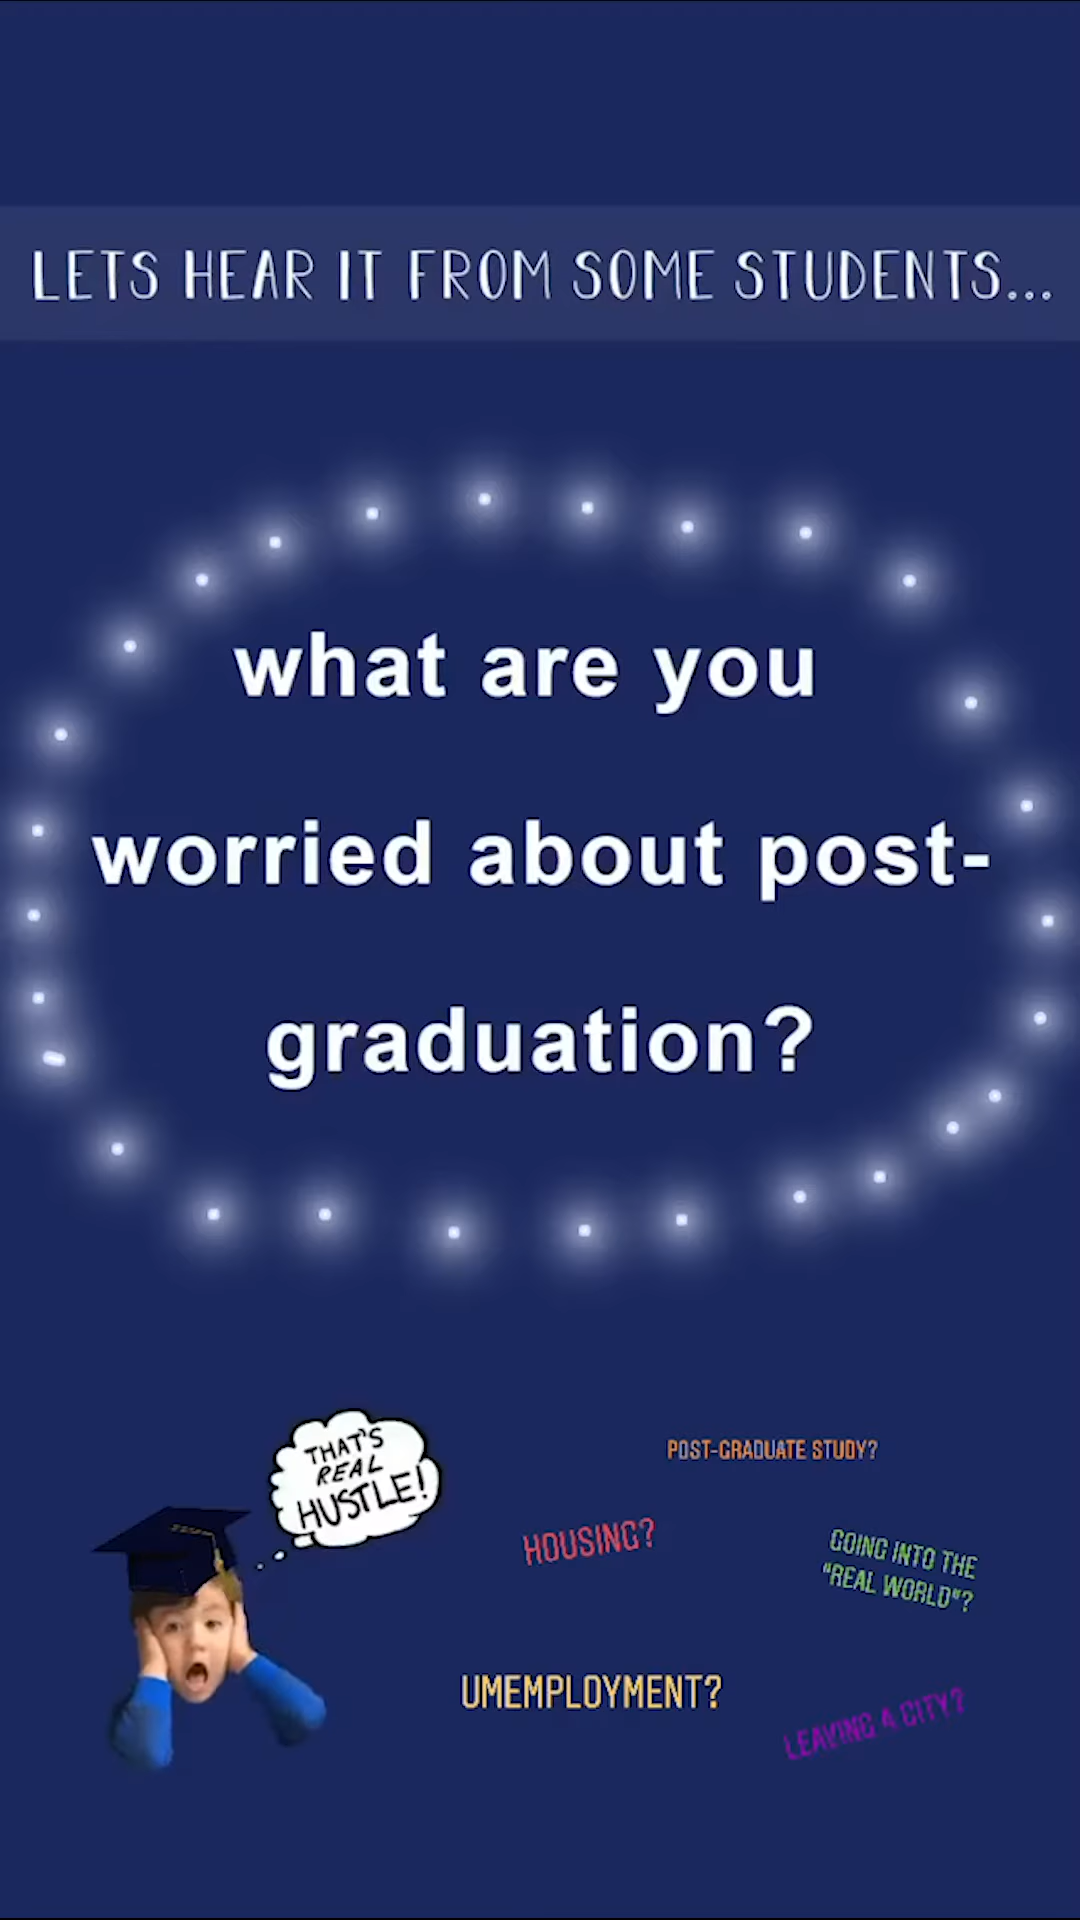 LETS HEAR IT FROM SOME STUDENTS...
what are you
worried about post-
graduation?
THAT'S
REAL
HUSTLE!
POST-GRADUATE STUDY?
HOUSING?
GOING INTO THE
"REAL WORLD"?
UMEMPLOYMENT?
LEAVING A CITY?